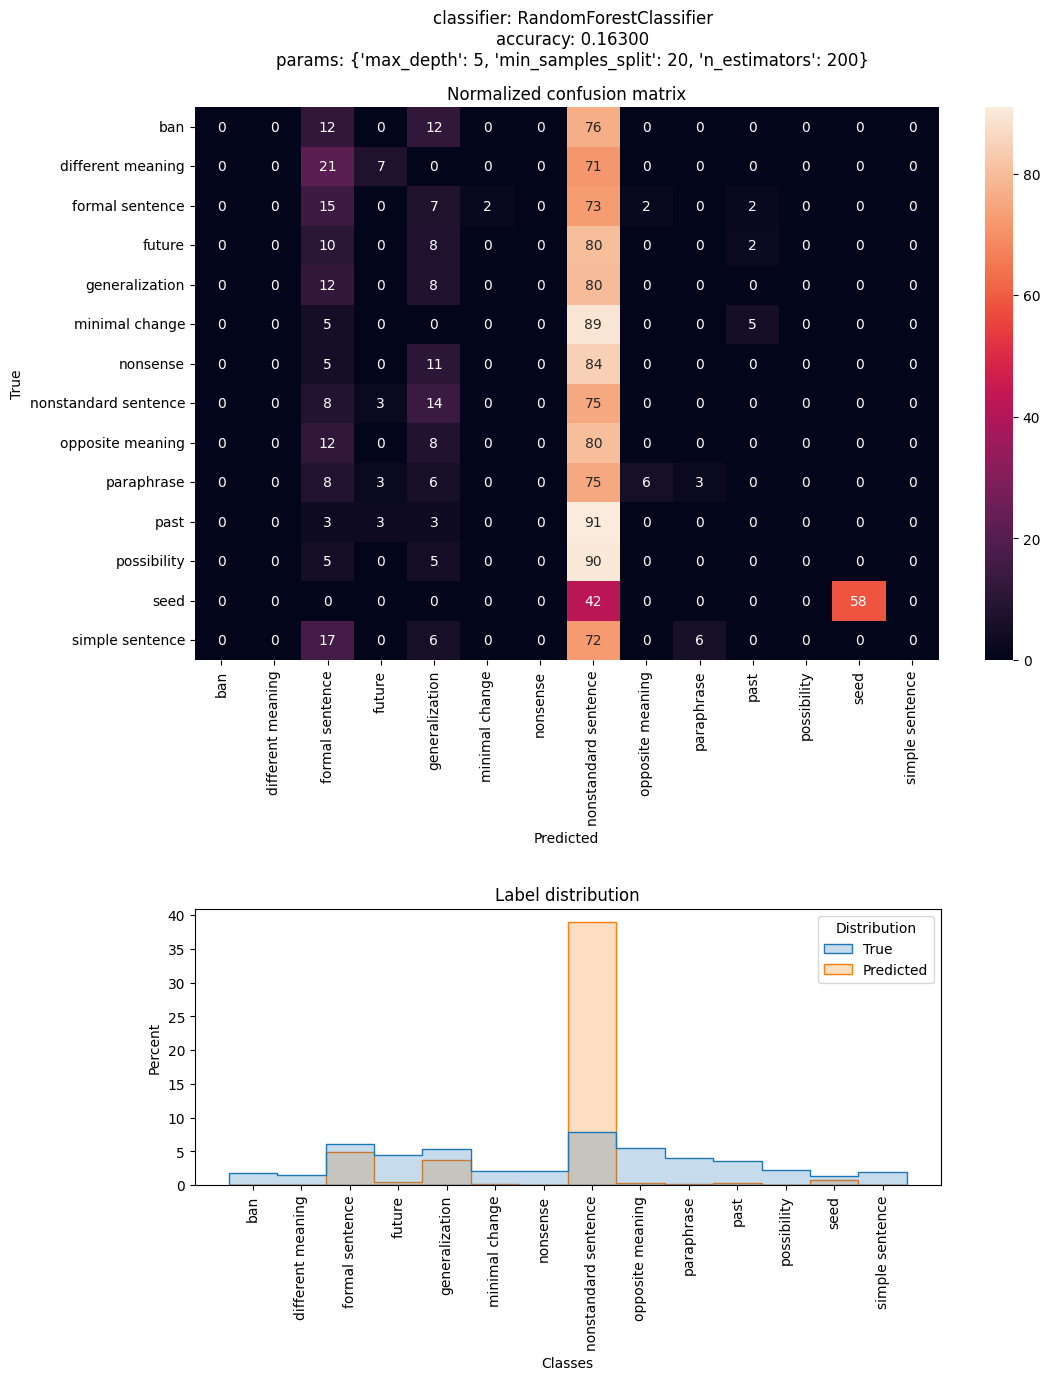 classifier: RandomForestClassifier
accuracy: 0.16300
params: {'max_depth': 5, 'min_samples_split': 20, 'n_estimators': 200}
Normalized confusion matrix
ban 0 0 12 0 12 0 0 76 0 0 0 0 0 0
different meaning 0 0 21 7 0 0 0 71 0 0 0 0 0 0
formal sentence 0 0 15 0 7 2 0 73 2 0 2 0 0 0
future 0 0 10 0 8 0 0 80 0 0 2 0 0 0
generalization 0 0 12 0 8 0 0 80 0 0 0 0 0 0
minimal change 0 0 5 0 0 0 0 89 0 0 5 0 0 0
nonsense 0 0 5 0 11 0 0 84 0 0 0 0 0 0
nonstandard sentence 0 0 8 3 14 0 0 75 0 0 0 0 0 0
opposite meaning 0 0 12 0 8 0 0 80 0 0 0 0 0 0
paraphrase 0 0 8 3 6 0 0 75 6 3 0 0 0 0
past 0 0 3 3 3 0 0 91 0 0 0 0 0 0
possibility 0 0 5 0 5 0 0 90 0 0 0 0 0 0
seed 0 0 0 0 0 0 0 42 0 0 0 0 58 0
simple sentence 0 0 17 0 6 0 0 72 0 6 0 0 0 0
True
80
60
40
20
0
ban
different meaning
formal sentence
future
generalization
minimal change
nonsense
nonstandard sentence
opposite meaning
paraphrase
past
possibility
seed
simple sentence
Predicted
Label distribution
40
35
30
25
20
15
10
5
0
Percent
Distribution
True
Predicted
ban
different meaning
formal sentence
future
generalization
minimal change
nonsense
nonstandard sentence
opposite meaning
paraphrase
past
possibility
seed
simple sentence
Classes